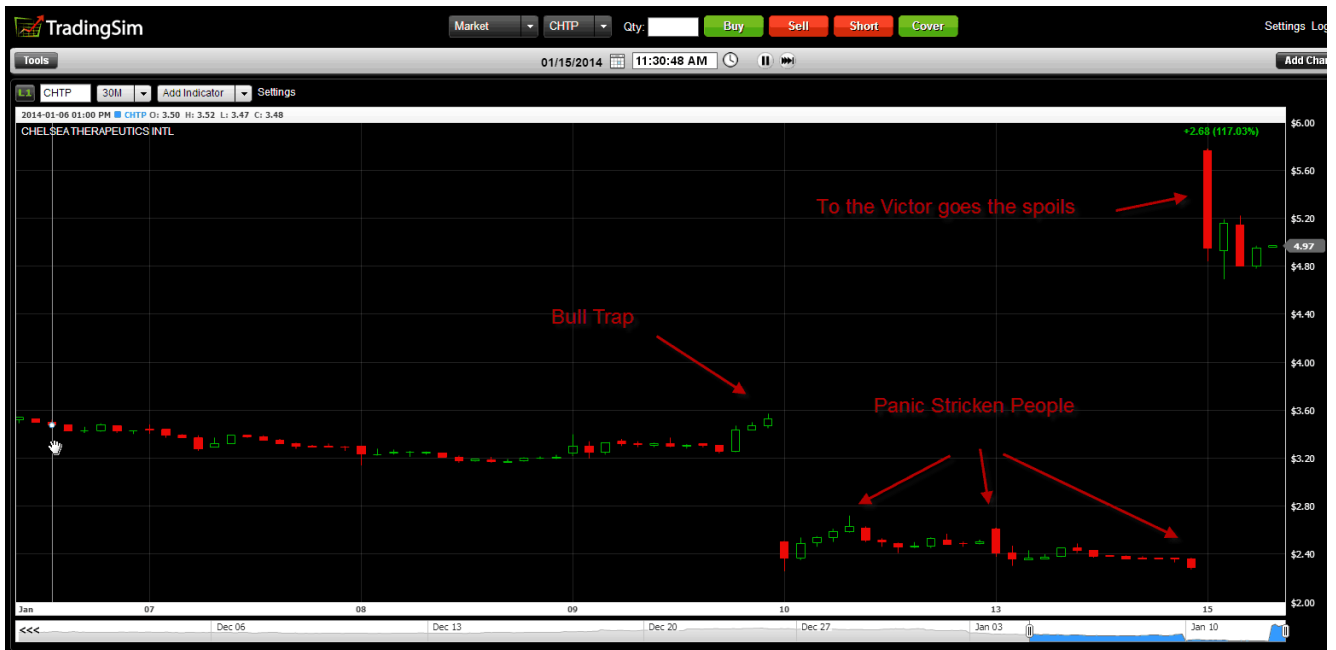 TradingSim
Market CHTP Qty: Buy Sell Short Cover
Settings Log
Tools 01/15/2014 11:30:48 AM Add Char
L1 CHTP 30M Add Indicator Settings
2014-01-06 01:00 PM CHTP O: 3.50 H: 3.52 L: 3.47 C: 3.48
CHELSEA THERAPEUTICS INTL
+2.68 (117.03%)
$6.00
$5.60
To the Victor goes the spoils
$5.20
4.97
$4.80
Bull Trap
$4.40
$4.00
Panic Stricken People
$3.60
$3.20
$2.80
$2.40
$2.00
Jan 07 08 09 10 13 15
<<< Dec 06 Dec 13 Dec 20 Dec 27 Jan 03 Jan 10